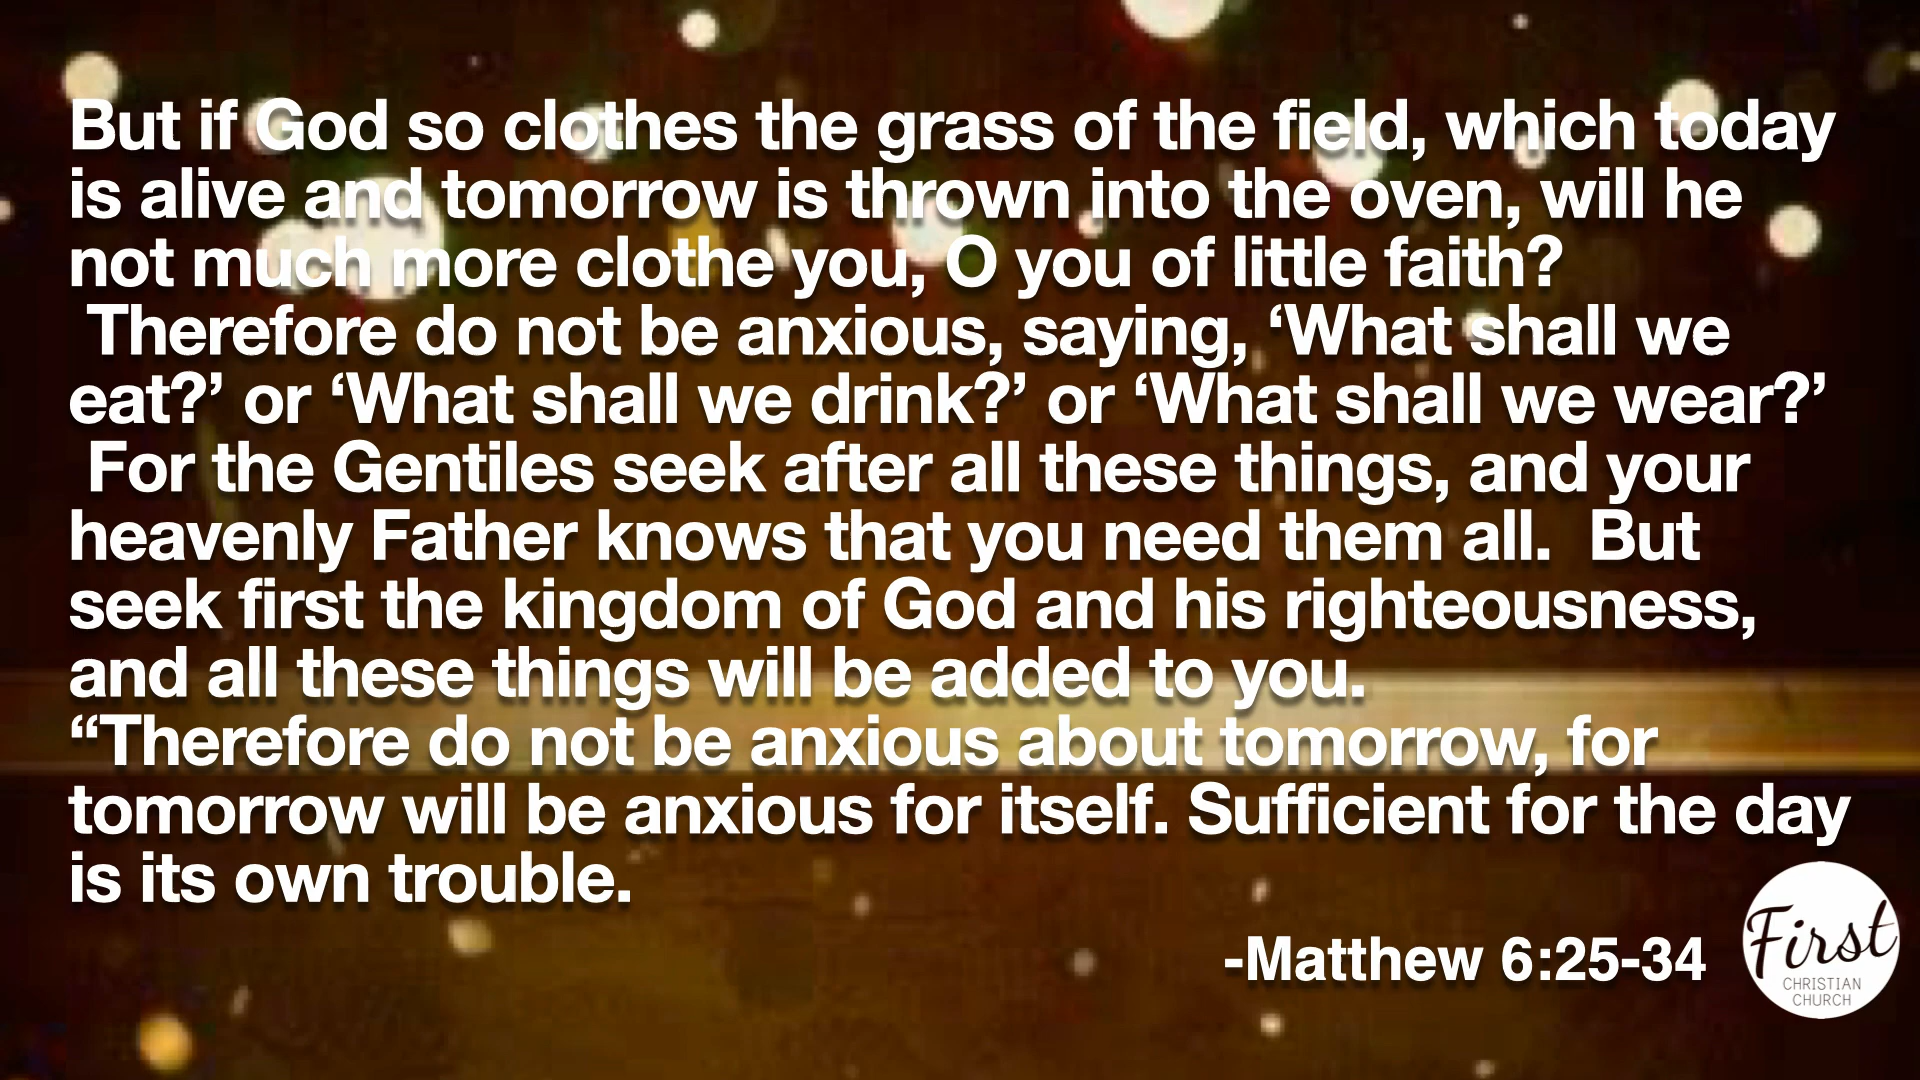 But if God so clothes the grass of the field, which today
is alive and tomorrow is thrown into the oven, will he
not much more clothe you, O you of little faith?
Therefore do not be anxious, saying, ‘What shall we
eat?’ or ‘What shall we drink?’ or ‘What shall we wear?’
For the Gentiles seek after all these things, and your
heavenly Father knows that you need them all.  But
seek first the kingdom of God and his righteousness,
and all these things will be added to you.
“Therefore do not be anxious about tomorrow, for
tomorrow will be anxious for itself. Sufficient for the day
is its own trouble.
-Matthew 6:25-34
First
CHRISTIAN
CHURCH